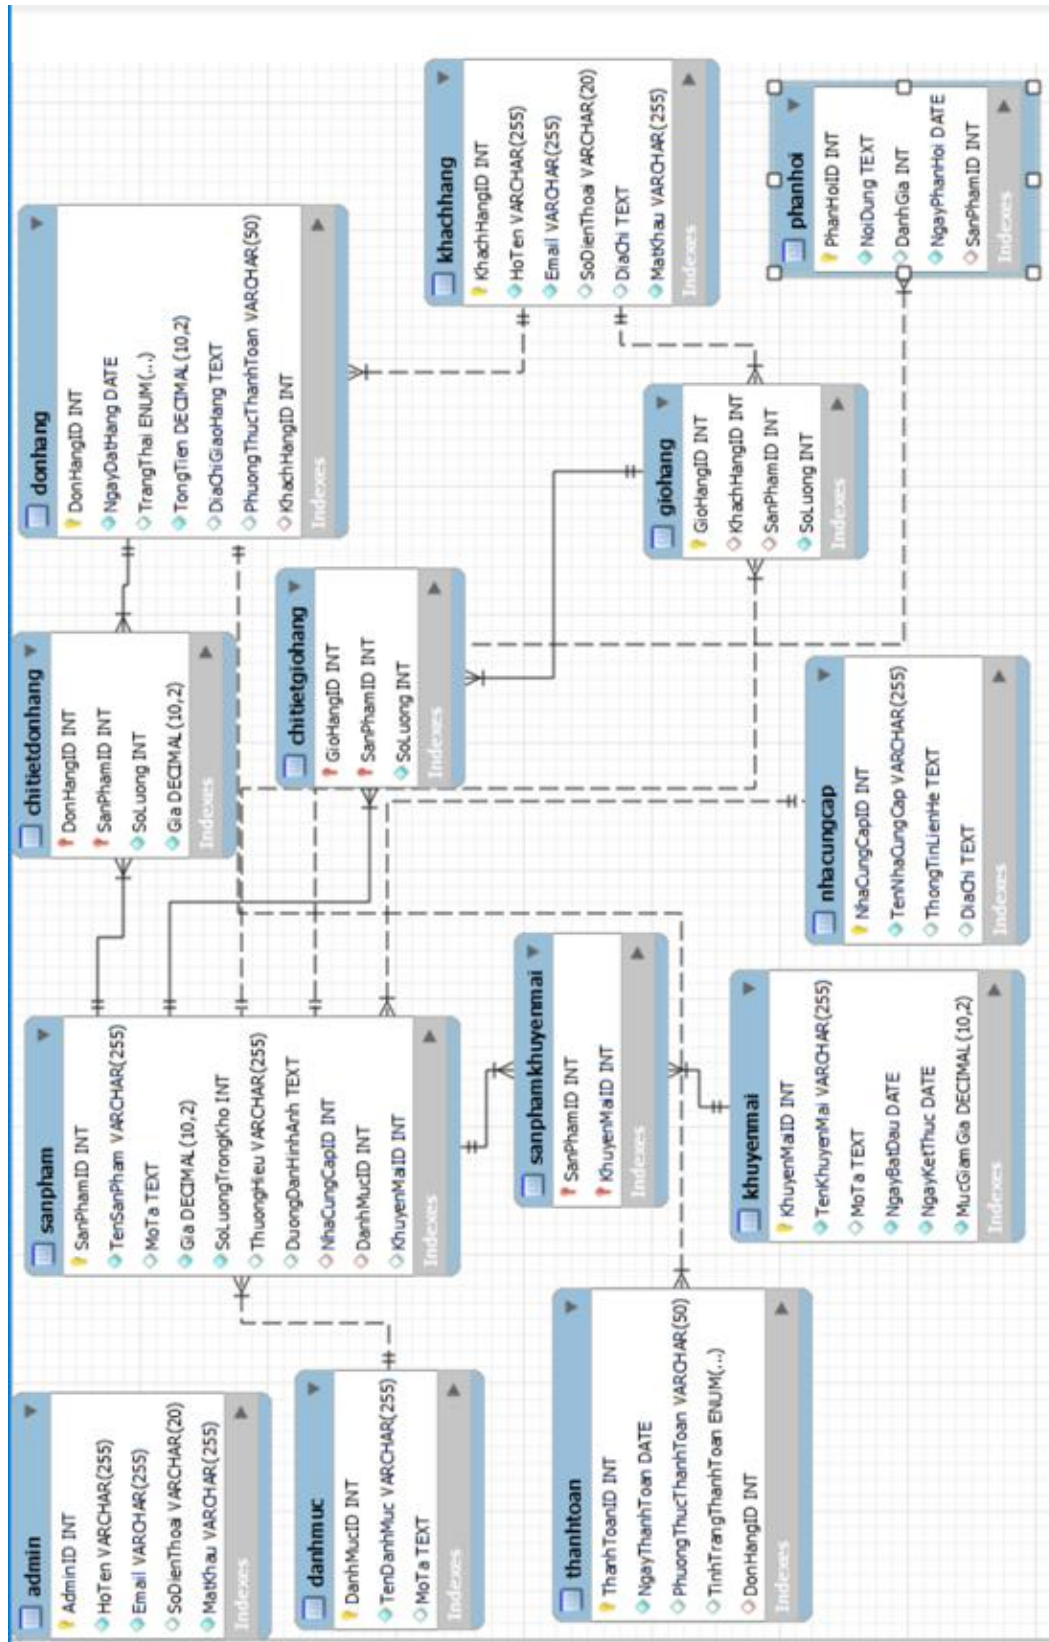 admin
AdminID INT
HoTen VARCHAR(255)
Email VARCHAR(255)
SoDienThoai VARCHAR(20)
MatKhau VARCHAR(255)
Indexes
sanpham
SanPhamID INT
TenSanPham VARCHAR(255)
MoTa TEXT
Gia DECIMAL(10,2)
SoLuongTrongKho INT
ThuongHieu VARCHAR(255)
DuongDanHinhAnh TEXT
NhaCungCapID INT
DanhMucID INT
KhuyenMaiID INT
Indexes
chitietdonhang
DonHangID INT
SanPhamID INT
SoLuong INT
Gia DECIMAL(10,2)
Indexes
donhang
DonHangID INT
NgayDatHang DATE
TrangThai ENUM(...)
TongTien DECIMAL(10,2)
DiaChiGiaoHang TEXT
PhuongThucThanhToan VARCHAR(50)
KhachHangID INT
Indexes
danhmuc
DanhMucID INT
TenDanhMuc VARCHAR(255)
MoTa TEXT
Indexes
chitietgiohang
GioHangID INT
SanPhamID INT
SoLuong INT
Indexes
khachhang
KhachHangID INT
HoTen VARCHAR(255)
Email VARCHAR(255)
SoDienThoai VARCHAR(20)
DiaChi TEXT
MatKhau VARCHAR(255)
Indexes
sanphamkhuyenmai
SanPhamID INT
KhuyenMaiID INT
Indexes
thanhtoan
ThanhToanID INT
NgayThanhToan DATE
PhuongThucThanhToan VARCHAR(50)
TinhTrangThanhToan ENUM(...)
DonHangID INT
Indexes
giohang
GioHangID INT
KhachHangID INT
SanPhamID INT
SoLuong INT
Indexes
khuyenmai
KhuyenMaiID INT
TenKhuyenMai VARCHAR(255)
MoTa TEXT
NgayBatDau DATE
NgayKetThuc DATE
MucGiamGia DECIMAL(10,2)
Indexes
nhacungcap
NhaCungCapID INT
TenNhaCungCap VARCHAR(255)
ThongTinLienHe TEXT
DiaChi TEXT
Indexes
phanhoi
PhanHoiID INT
NoiDung TEXT
DanhGia INT
NgayPhanHoi DATE
SanPhamID INT
Indexes